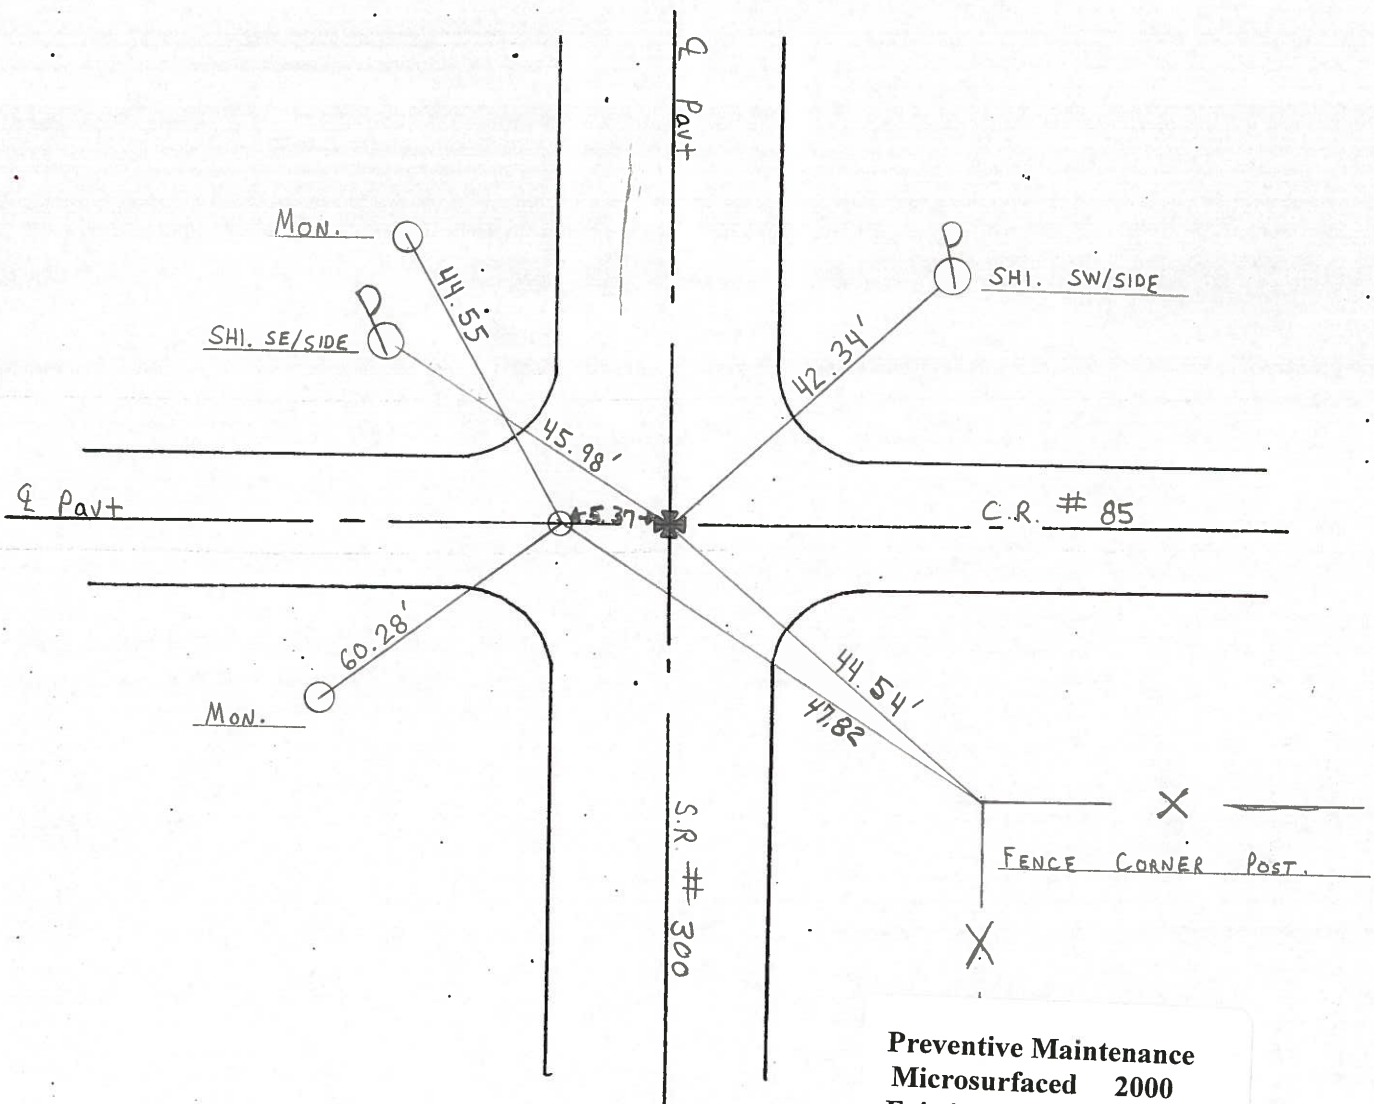 ℄ Pavt
MON.
44.55
SHI. SW/SIDE
SHI. SE/SIDE
42.34'
45.98'
℄ Pavt
5.37
C.R. # 85
60.28'
MON.
44.54'
47.82
S.R. # 300
X
FENCE CORNER POST.
X
Preventive Maintenance
Microsurfaced 2000